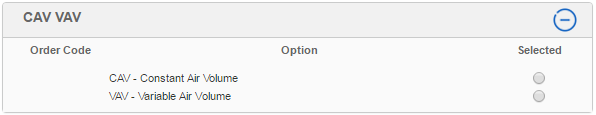 CAV VAV
Order Code Option Selected
CAV - Constant Air Volume
VAV - Variable Air Volume